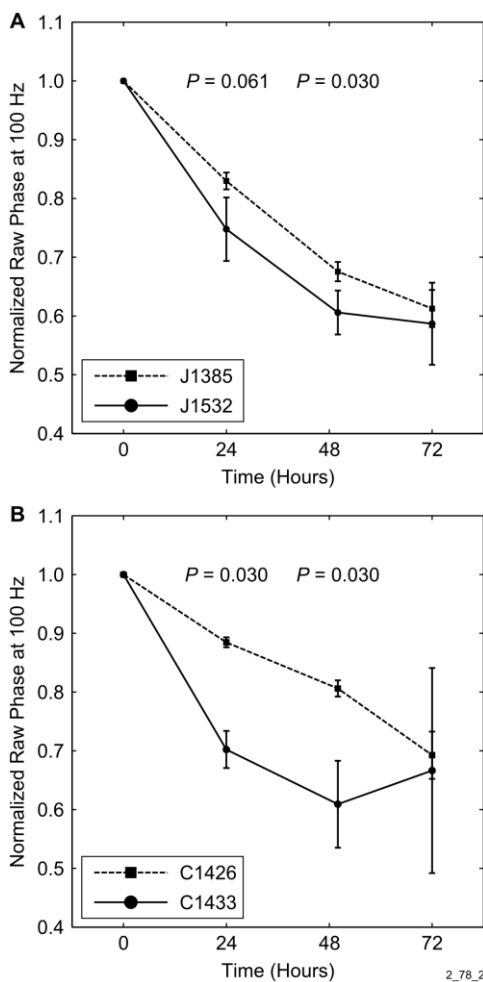 A
Normalized Raw Phase at 100 Hz
1.1
1.0
0.9
0.8
0.7
0.6
0.5
0.4
P = 0.061 P = 0.030
J1385
J1532
0 24 48 72
Time (Hours)
B
Normalized Raw Phase at 100 Hz
1.1
1.0
0.9
0.8
0.7
0.6
0.5
0.4
P = 0.030 P = 0.030
C1426
C1433
0 24 48 72
Time (Hours)
2_78_2